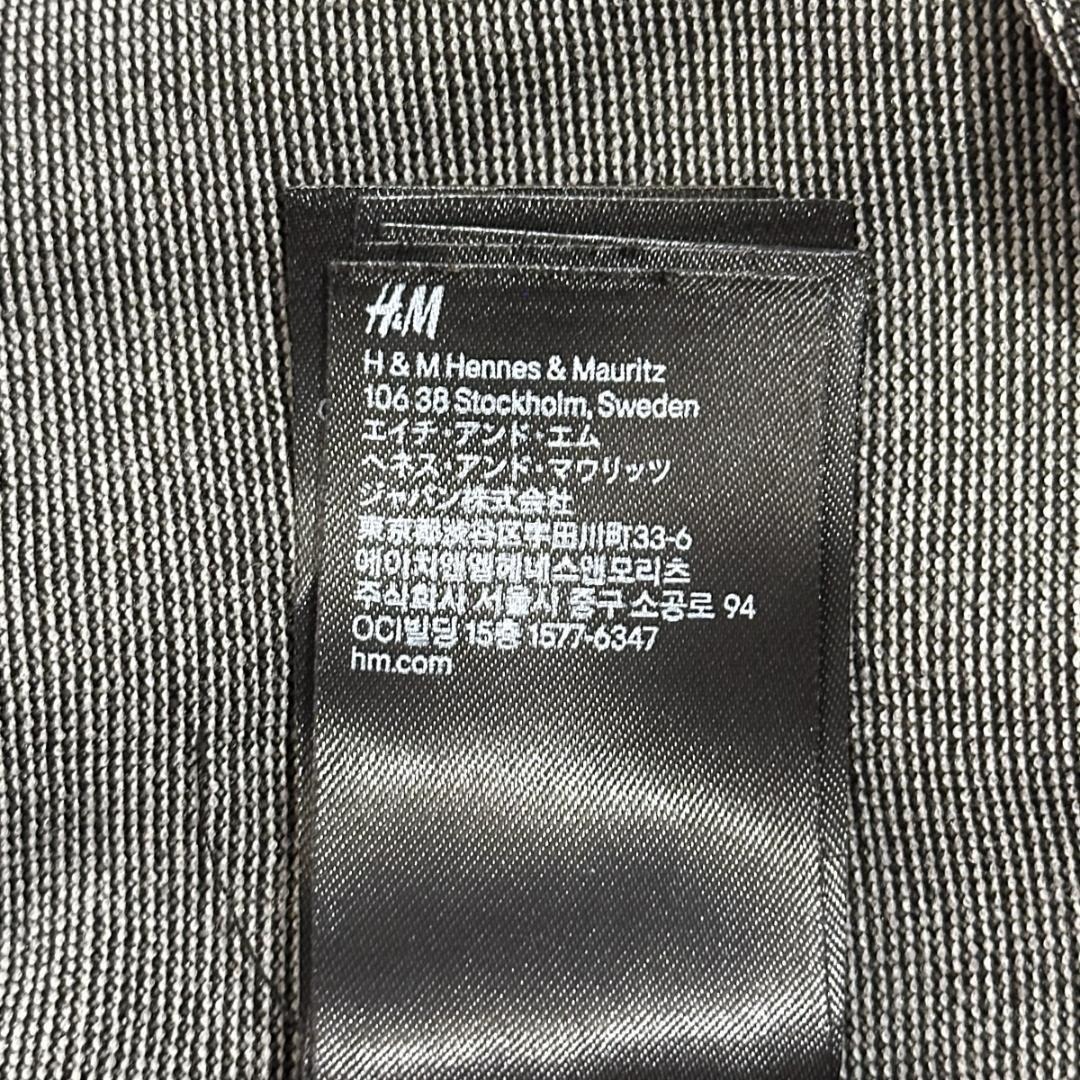 H&M
H & M Hennes & Mauritz
106 38 Stockholm, Sweden
エイチ・アンド・エム
ヘネス・アンド・マウリッツ
ジャパン株式会社
東京都渋谷区宇田川町33-6
에이치앤엠헤네스앤모리츠
주식회사 서울시 중구 소공로 94
OCI빌딩 15층 1577-6347
hm.com